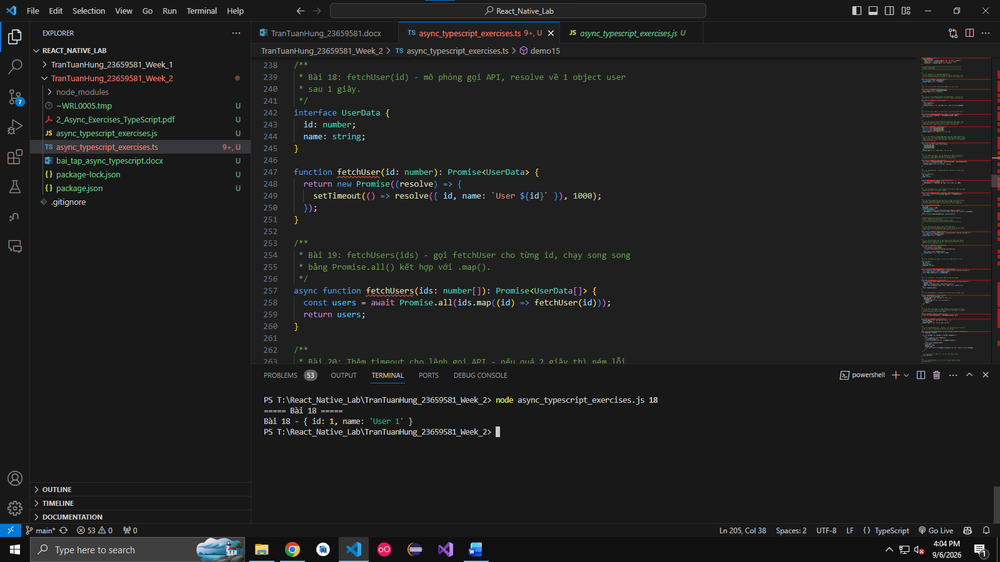 File Edit Selection View Go Run Terminal Help
React_Native_Lab
EXPLORER
REACT_NATIVE_LAB
TranTuanHung_23659581_Week_1
TranTuanHung_23659581_Week_2
node_modules
~WRL0005.tmp U
2_Async_Exercises_TypeScript.pdf U
JS async_typescript_exercises.js U
TS async_typescript_exercises.ts 9+, U
bai_tap_async_typescript.docx U
{} package-lock.json U
{} package.json U
.gitignore
OUTLINE
TIMELINE
DOCUMENTATION
TranTuanHung_23659581.docx
TS async_typescript_exercises.ts 9+, U
JS async_typescript_exercises.js U
TranTuanHung_23659581_Week_2 > TS async_typescript_exercises.ts > demo15
238 /**
239 * Bài 18: fetchUser(id) - mô phỏng gọi API, resolve về 1 object user
240 * sau 1 giây.
241 */
242 interface UserData {
243 id: number;
244 name: string;
245 }
246
247 function fetchUser(id: number): Promise<UserData> {
248 return new Promise((resolve) => {
249 setTimeout(() => resolve({ id, name: `User ${id}` }), 1000);
250 });
251 }
252
253 /**
254 * Bài 19: fetchUsers(ids) - gọi fetchUser cho từng id, chạy song song
255 * bằng Promise.all() kết hợp với .map().
256 */
257 async function fetchUsers(ids: number[]): Promise<UserData[]> {
258 const users = await Promise.all(ids.map((id) => fetchUser(id)));
259 return users;
260 }
261
262 /**
263 * Bài 20: Thêm timeout cho lệnh gọi API - nếu quá 2 giây thì ném lỗi
PROBLEMS 53 OUTPUT TERMINAL PORTS DEBUG CONSOLE
powershell
PS T:\React_Native_Lab\TranTuanHung_23659581_Week_2> node async_typescript_exercises.js 18
===== Bài 18 =====
Bài 18 - { id: 1, name: 'User 1' }
PS T:\React_Native_Lab\TranTuanHung_23659581_Week_2>
7
main* 53 0 0
Ln 205, Col 38 Spaces: 2 UTF-8 LF {} TypeScript Go Live
Type here to search
4:04 PM
9/6/2026
1